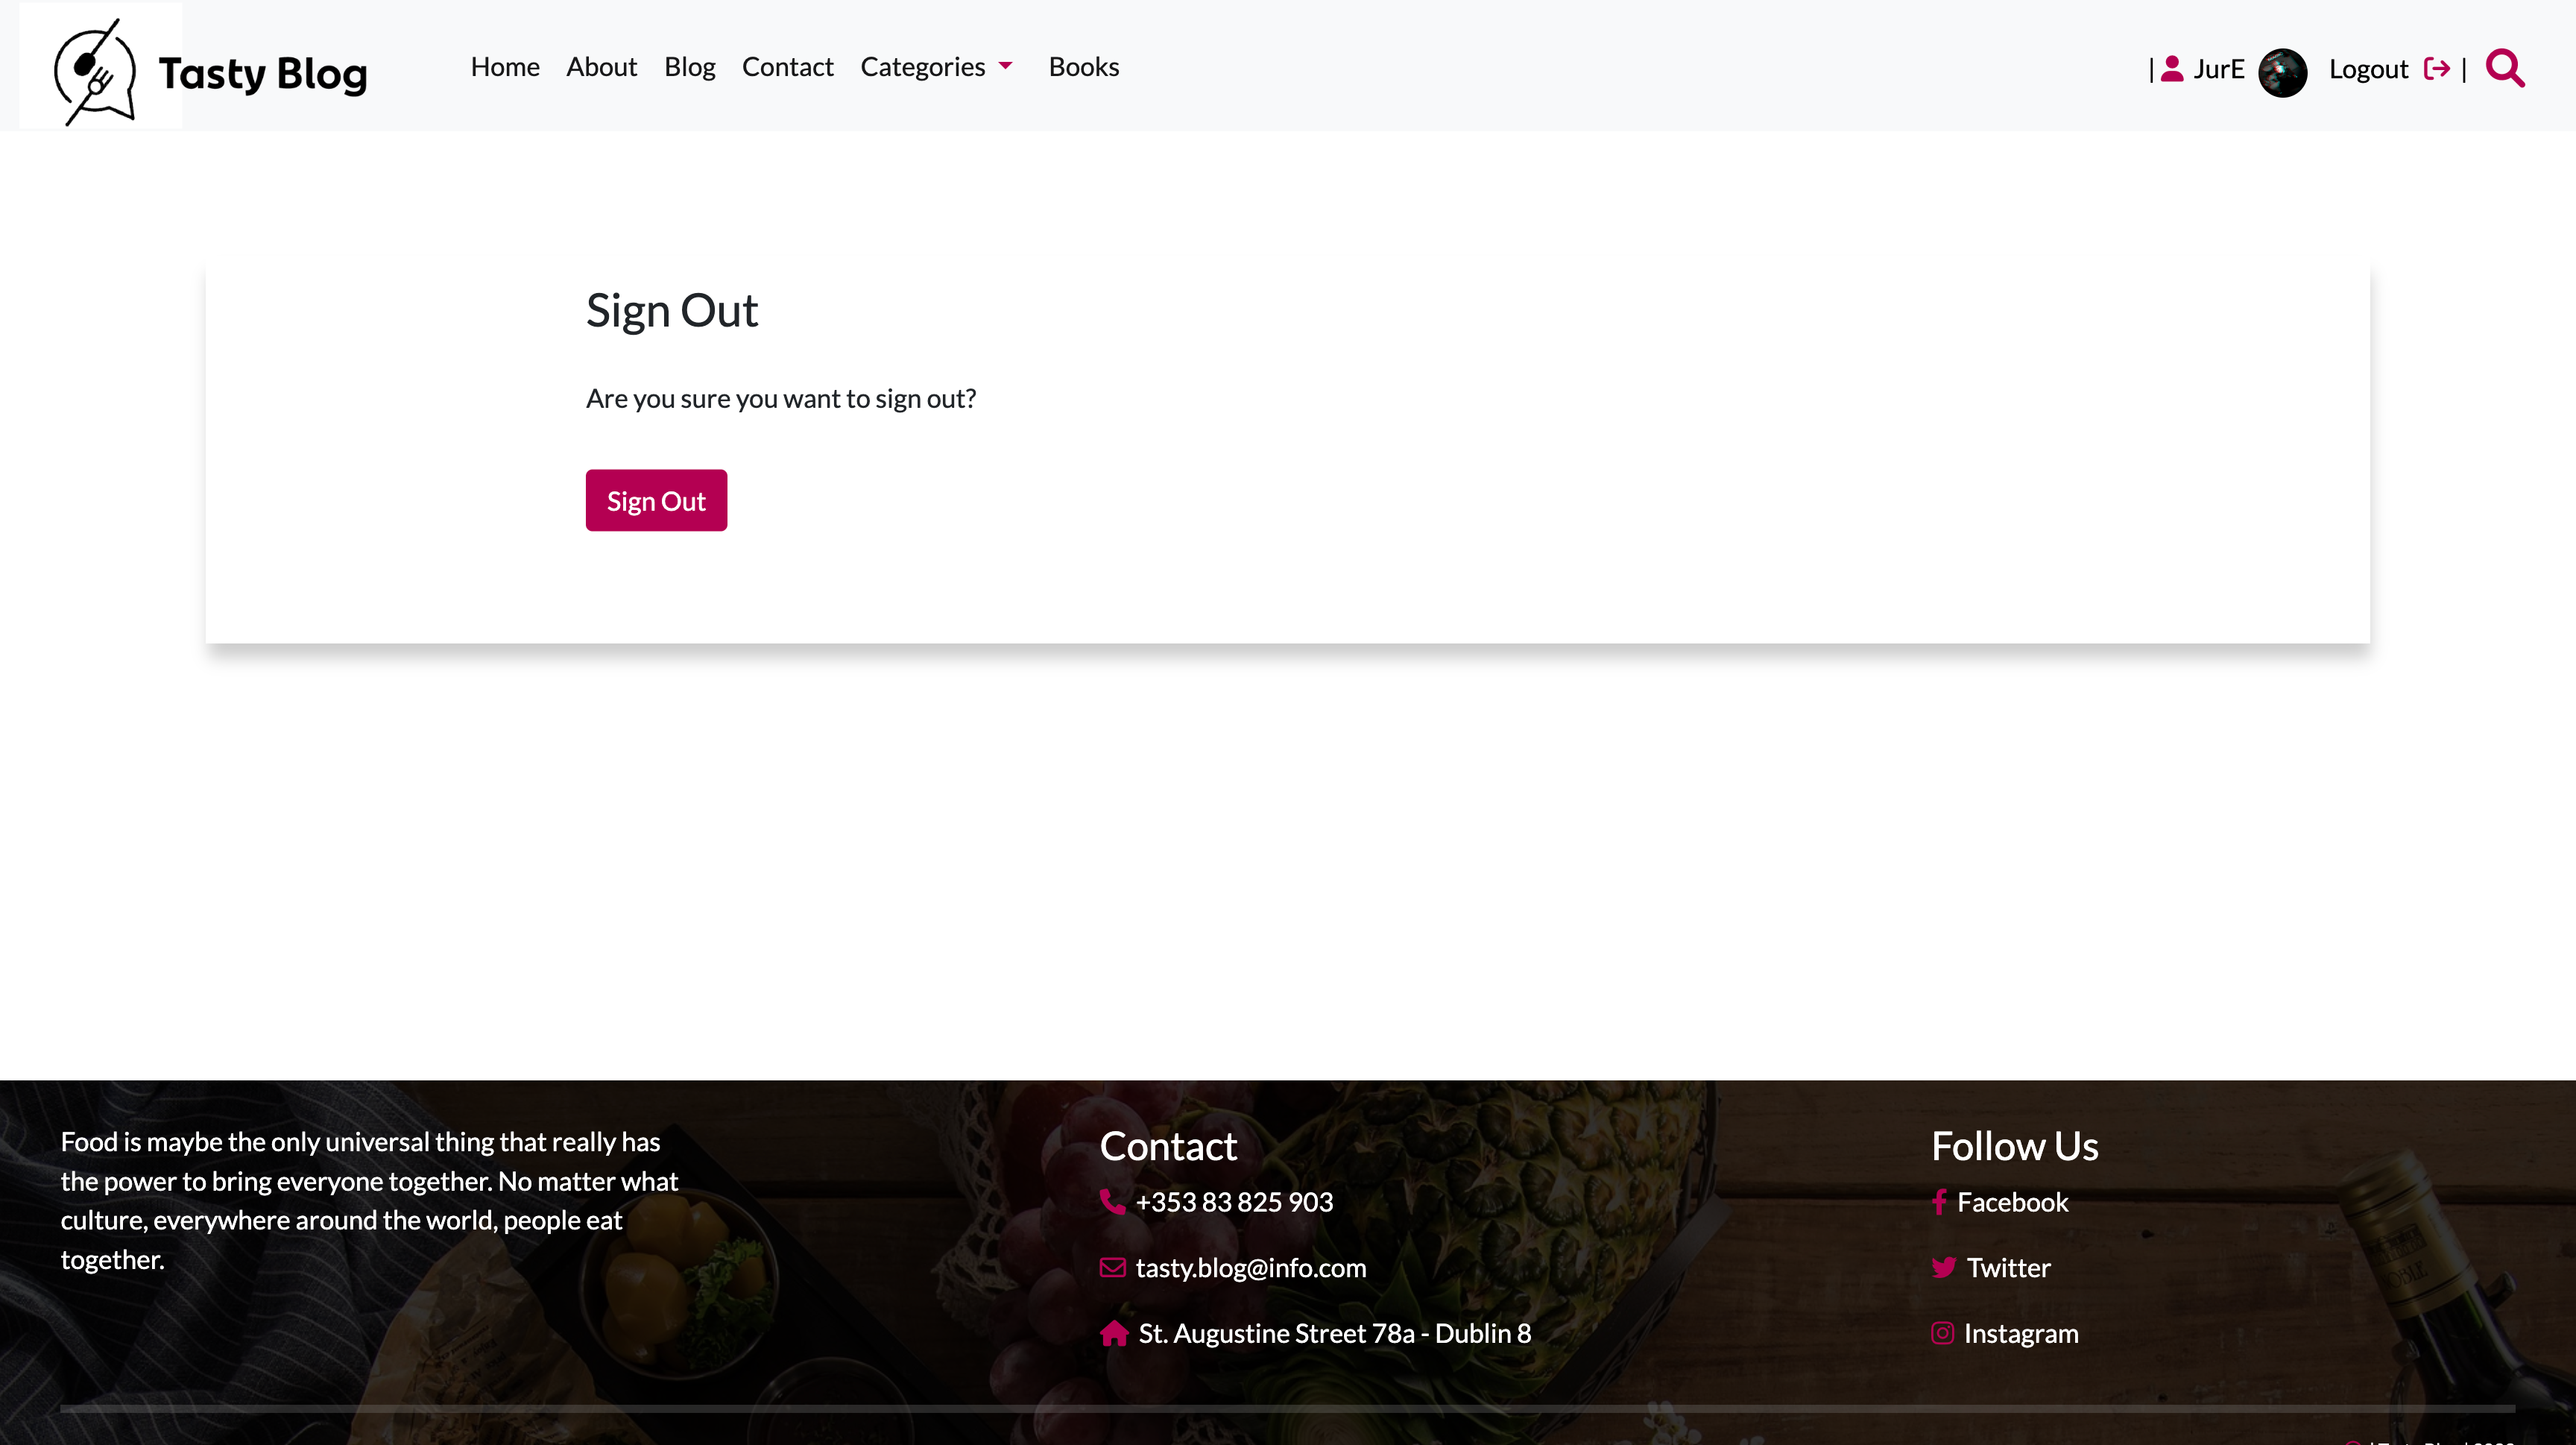 Tasty Blog
Home About Blog Contact Categories Books
| JurE Logout |
Sign Out
Are you sure you want to sign out?
Sign Out
Food is maybe the only universal thing that really has
the power to bring everyone together. No matter what
culture, everywhere around the world, people eat
together.
Contact
+353 83 825 903
tasty.blog@info.com
St. Augustine Street 78a - Dublin 8
Follow Us
Facebook
Twitter
Instagram